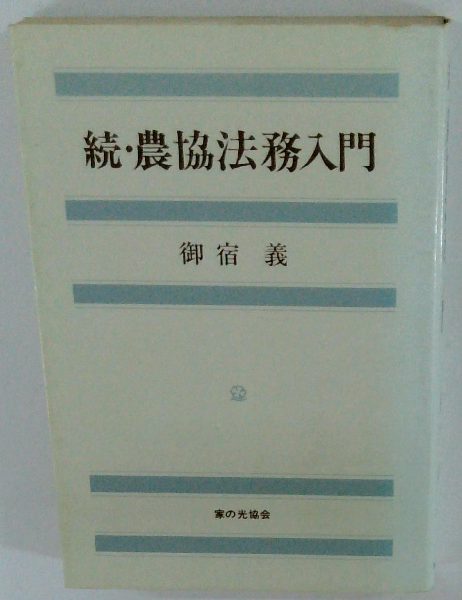 続・農協法務入門
御宿 義
家の光協会